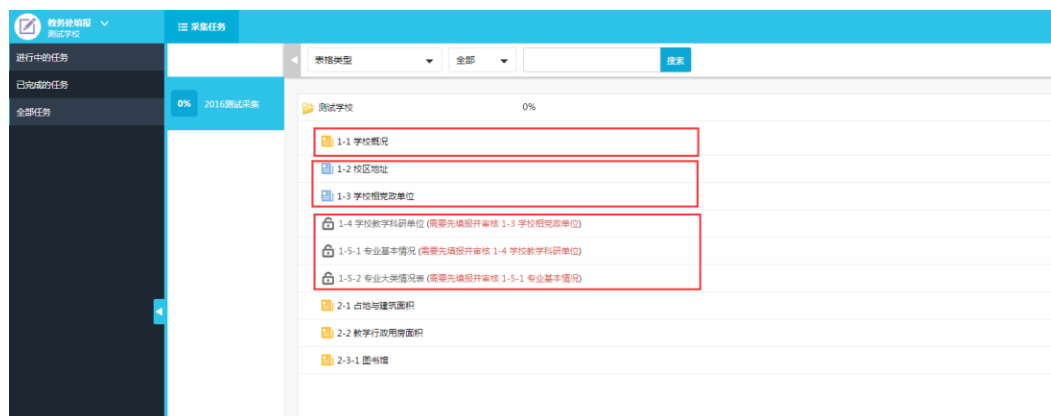 教务处填报
测试学校
采集任务
进行中的任务
已完成的任务
全部任务
0% 2016测试采集
表格类型 全部 搜索
测试学校 0%
1-1 学校概况
1-2 校区地址
1-3 学校相党政单位
1-4 学校教学科研单位 (需要先填报并审核 1-3 学校相党政单位)
1-5-1 专业基本情况 (需要先填报并审核 1-4 学校教学科研单位)
1-5-2 专业大类情况表 (需要先填报并审核 1-5-1 专业基本情况)
2-1 占地与建筑面积
2-2 教学行政用房面积
2-3-1 图书馆